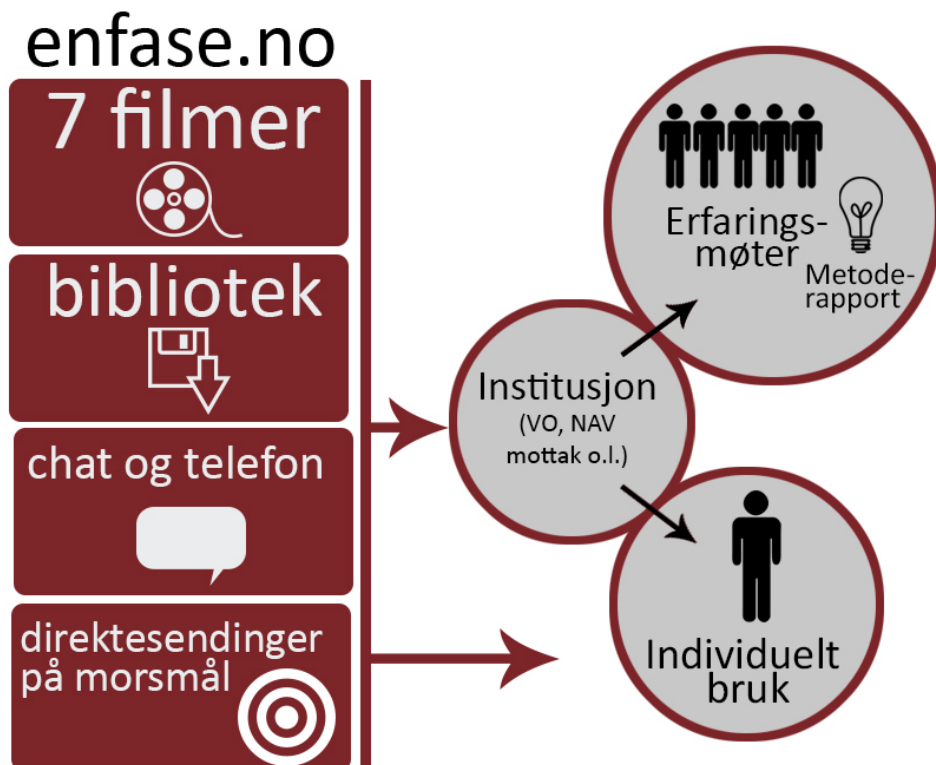 enfase.no
7 filmer
bibliotek
chat og telefon
direktesendinger
på morsmål
Institusjon
(VO, NAV
mottak o.l.)
Erfarings-
møter
Metode-
rapport
Individuelt
bruk